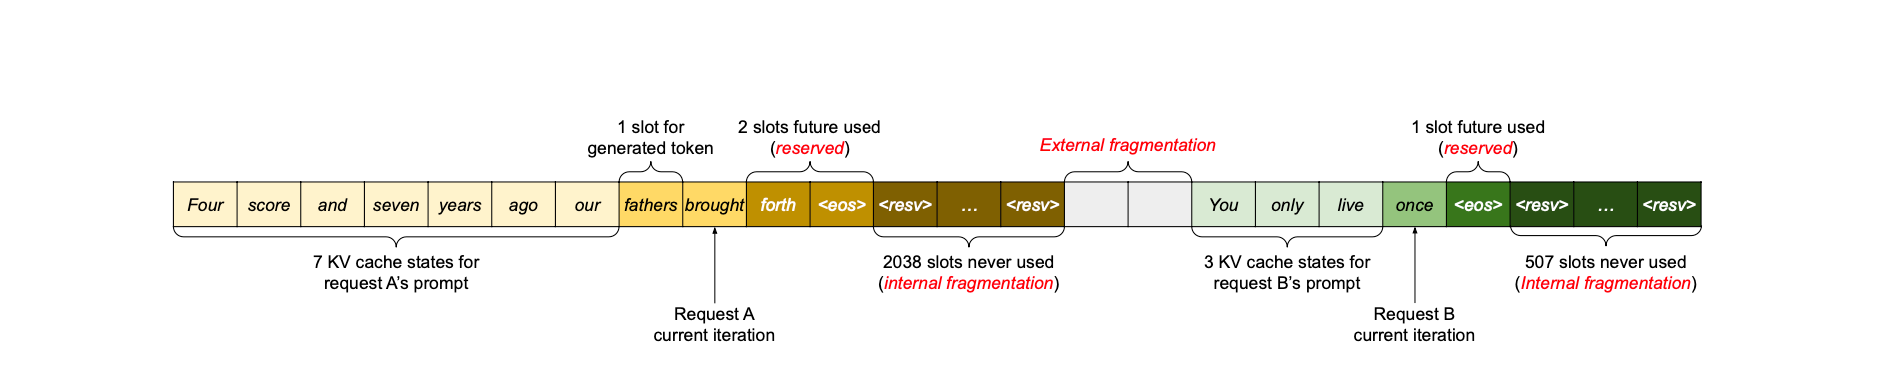 1 slot for
generated token
2 slots future used
(reserved)
External fragmentation
1 slot future used
(reserved)
Four score and seven years ago our fathers brought forth <eos> <resv> ... <resv> You only live once <eos> <resv> ... <resv>
7 KV cache states for
request A's prompt
2038 slots never used
(internal fragmentation)
3 KV cache states for
request B's prompt
507 slots never used
(Internal fragmentation)
Request A
current iteration
Request B
current iteration